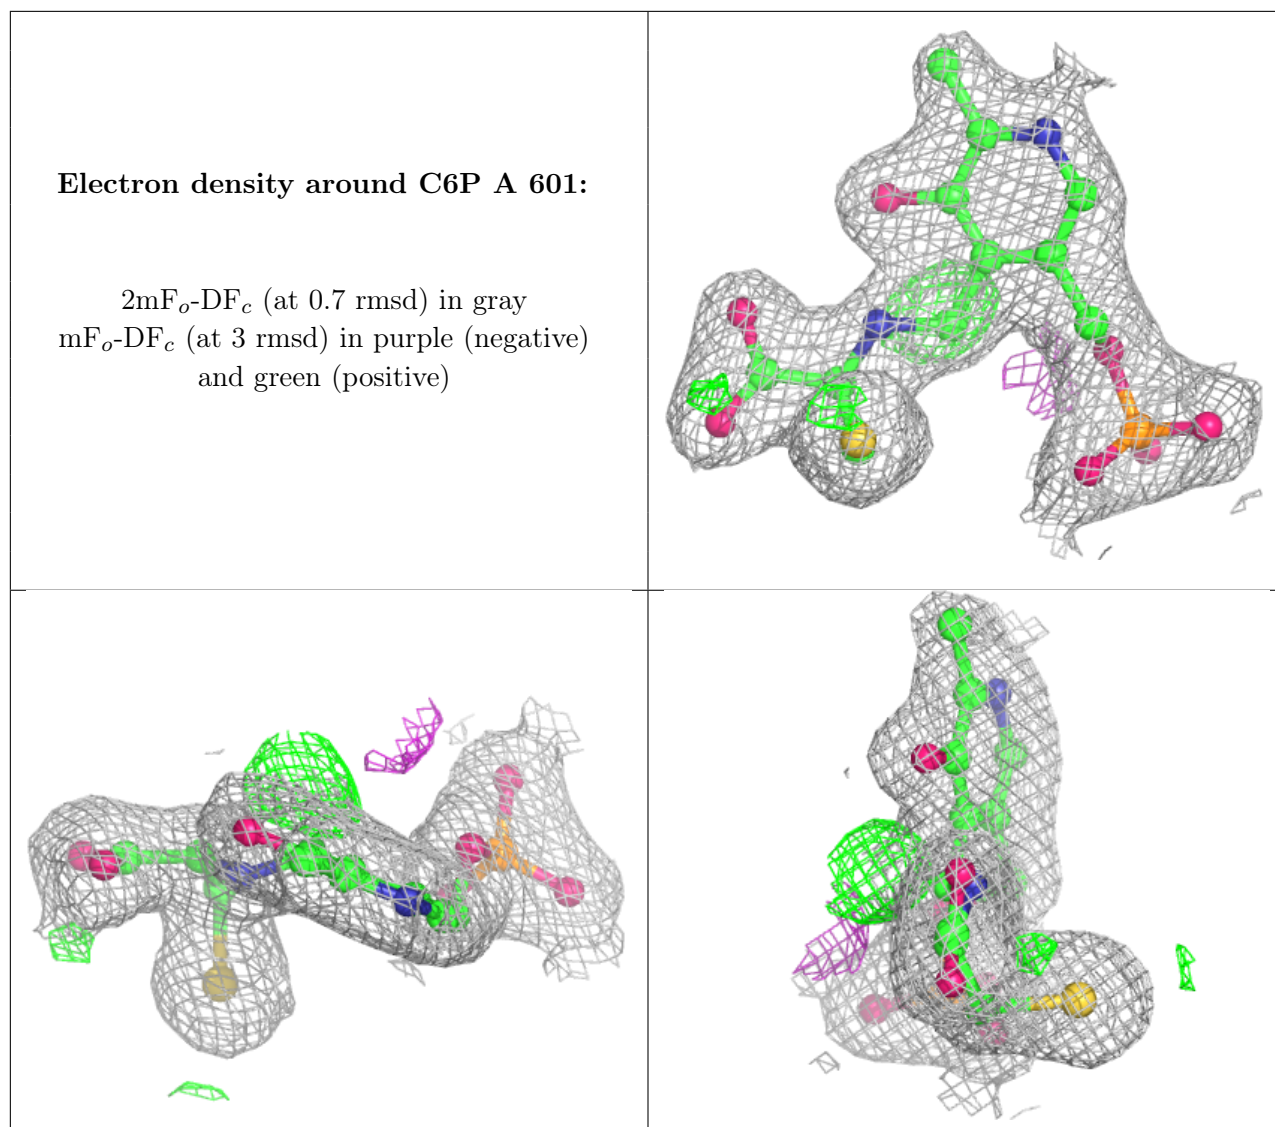 Electron density around C6P A 601:
2mFo-DFc (at 0.7 rmsd) in gray
mFo-DFc (at 3 rmsd) in purple (negative)
and green (positive)